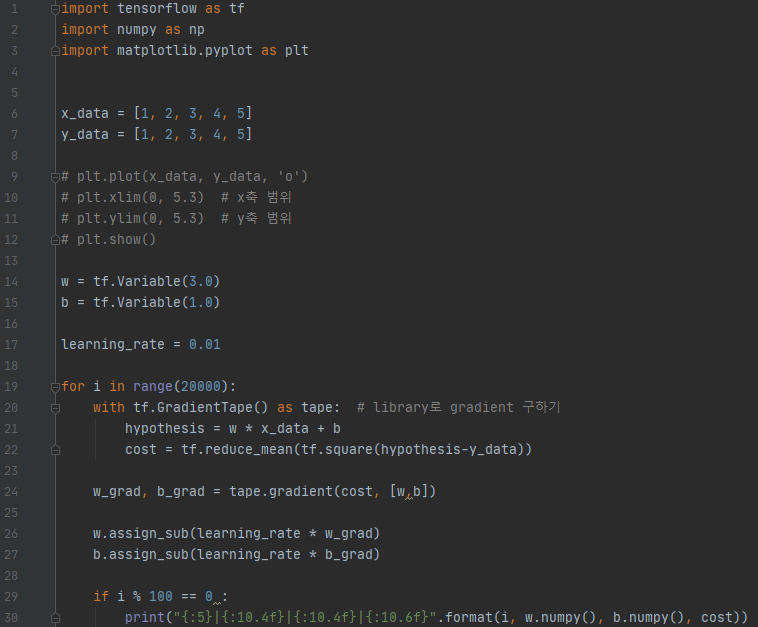 1 import tensorflow as tf
2 import numpy as np
3 import matplotlib.pyplot as plt
4
5
6 x_data = [1, 2, 3, 4, 5]
7 y_data = [1, 2, 3, 4, 5]
8
9 # plt.plot(x_data, y_data, 'o')
10 # plt.xlim(0, 5.3)  # x축 범위
11 # plt.ylim(0, 5.3)  # y축 범위
12 # plt.show()
13
14 w = tf.Variable(3.0)
15 b = tf.Variable(1.0)
16
17 learning_rate = 0.01
18
19 for i in range(20000):
20     with tf.GradientTape() as tape:  # library로 gradient 구하기
21         hypothesis = w * x_data + b
22         cost = tf.reduce_mean(tf.square(hypothesis-y_data))
23
24     w_grad, b_grad = tape.gradient(cost, [w,b])
25
26     w.assign_sub(learning_rate * w_grad)
27     b.assign_sub(learning_rate * b_grad)
28
29     if i % 100 == 0 :
30         print("{:5}|{:10.4f}|{:10.4f}|{:10.6f}".format(i, w.numpy(), b.numpy(), cost))